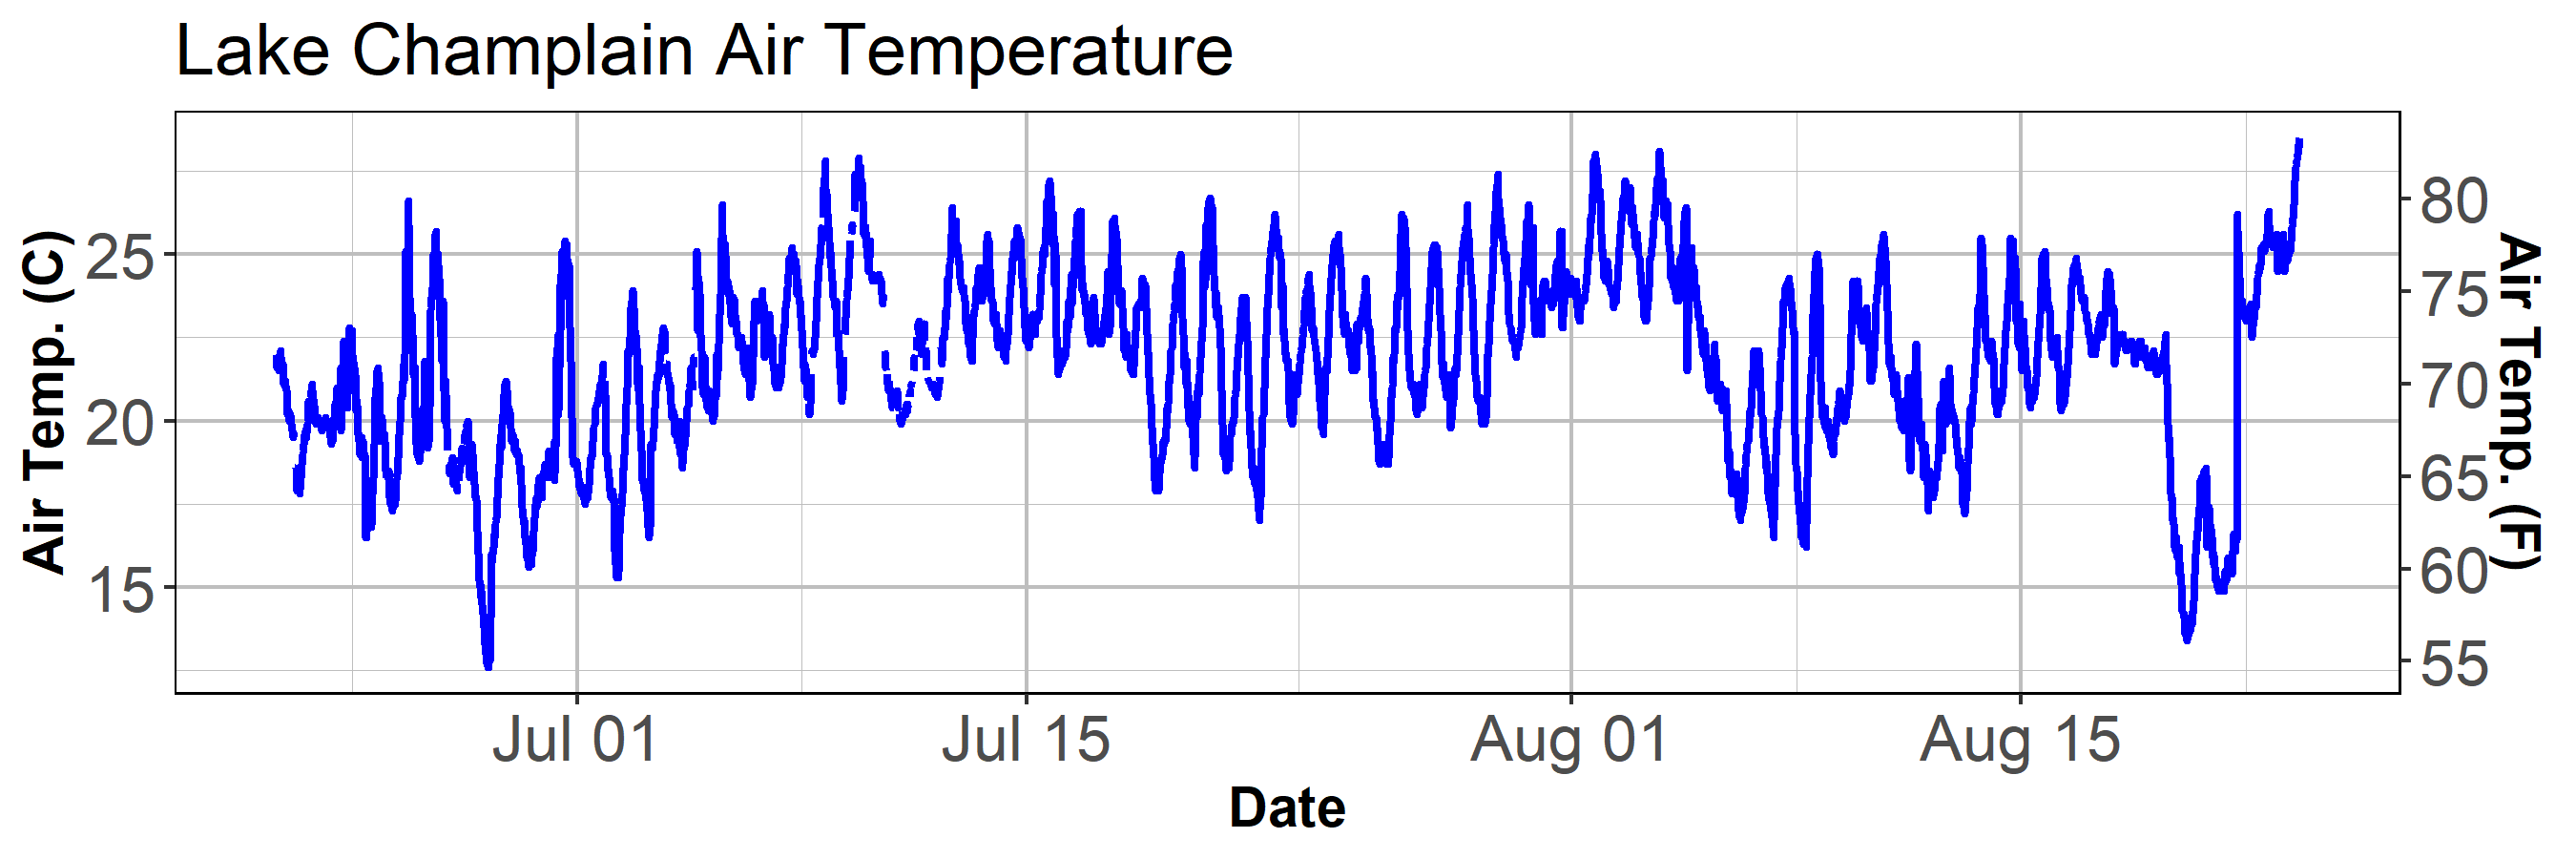 Lake Champlain Air Temperature
Air Temp. (C)
25
20
15
80
75
70
65
60
55
Air Temp. (F)
Jul 01
Jul 15
Aug 01
Aug 15
Date